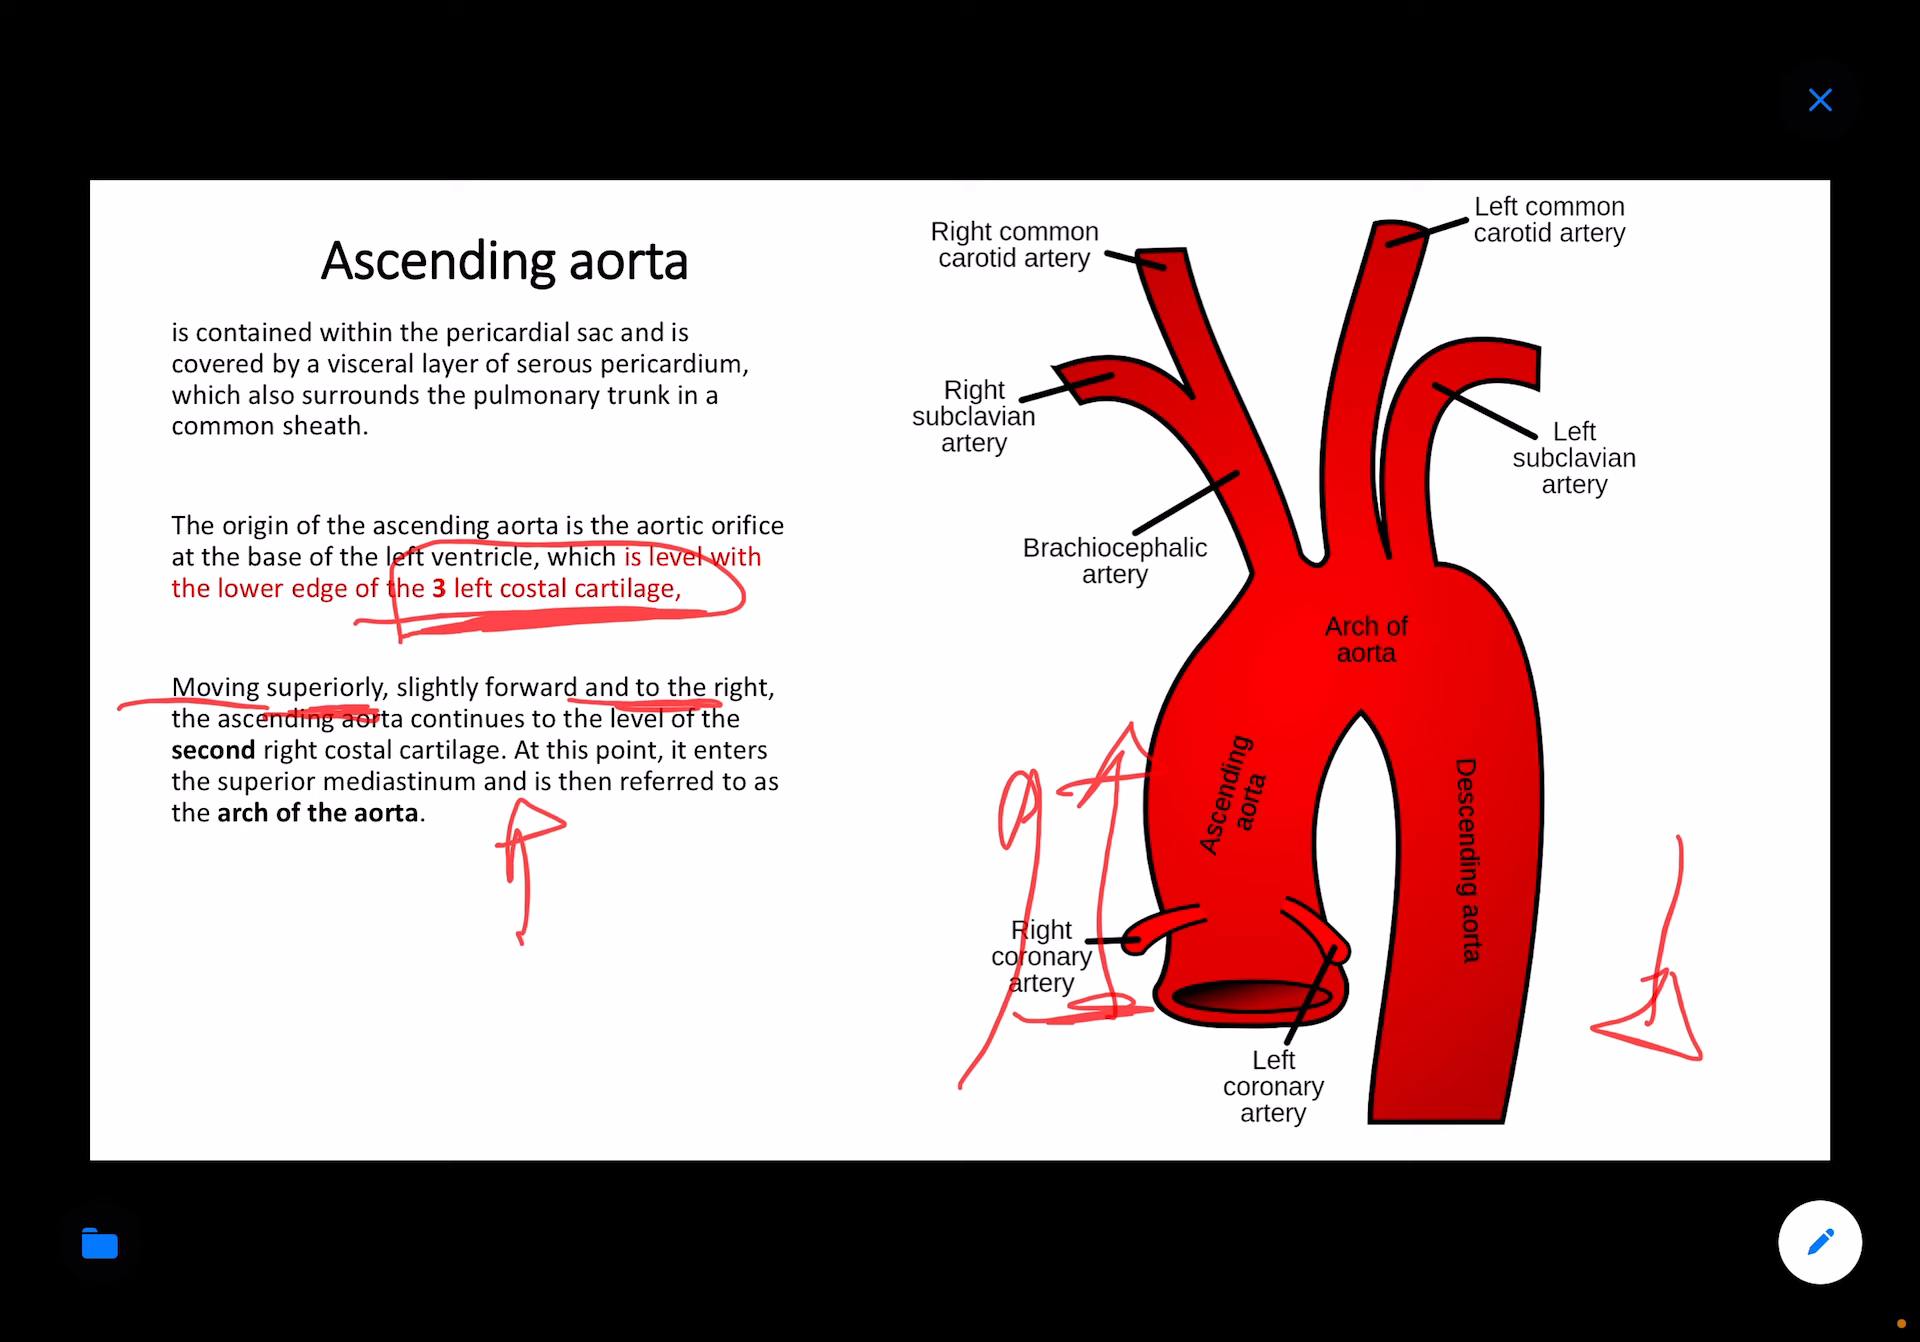 Ascending aorta
is contained within the pericardial sac and is
covered by a visceral layer of serous pericardium,
which also surrounds the pulmonary trunk in a
common sheath.
The origin of the ascending aorta is the aortic orifice
at the base of the left ventricle, which is level with
the lower edge of the 3 left costal cartilage,
Moving superiorly, slightly forward and to the right,
the ascending aorta continues to the level of the
second right costal cartilage. At this point, it enters
the superior mediastinum and is then referred to as
the arch of the aorta.
Right common
carotid artery
Left common
carotid artery
Right
subclavian
artery
Left
subclavian
artery
Brachiocephalic
artery
Arch of
aorta
Ascending
aorta
Descending aorta
Right
coronary
artery
Left
coronary
artery